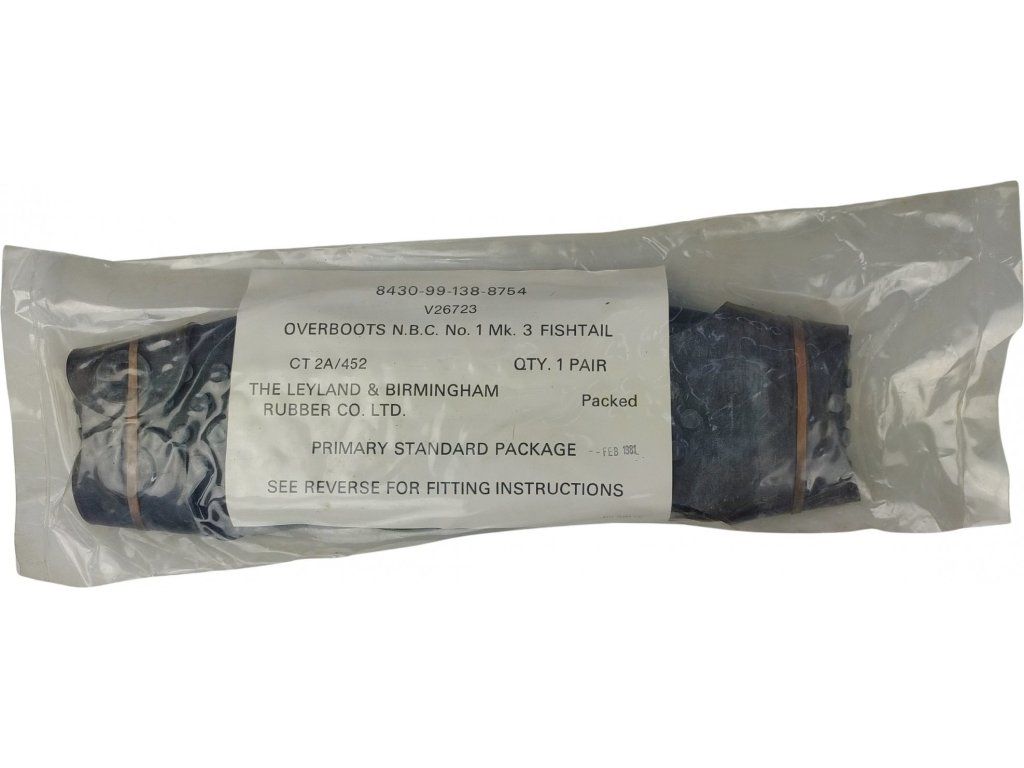 8430-99-138-8754
V26723
OVERBOOTS N.B.C. No. 1 Mk. 3 FISHTAIL
CT 2A/452 QTY. 1 PAIR
THE LEYLAND & BIRMINGHAM
RUBBER CO. LTD. Packed
PRIMARY STANDARD PACKAGE --FEB 1981
SEE REVERSE FOR FITTING INSTRUCTIONS